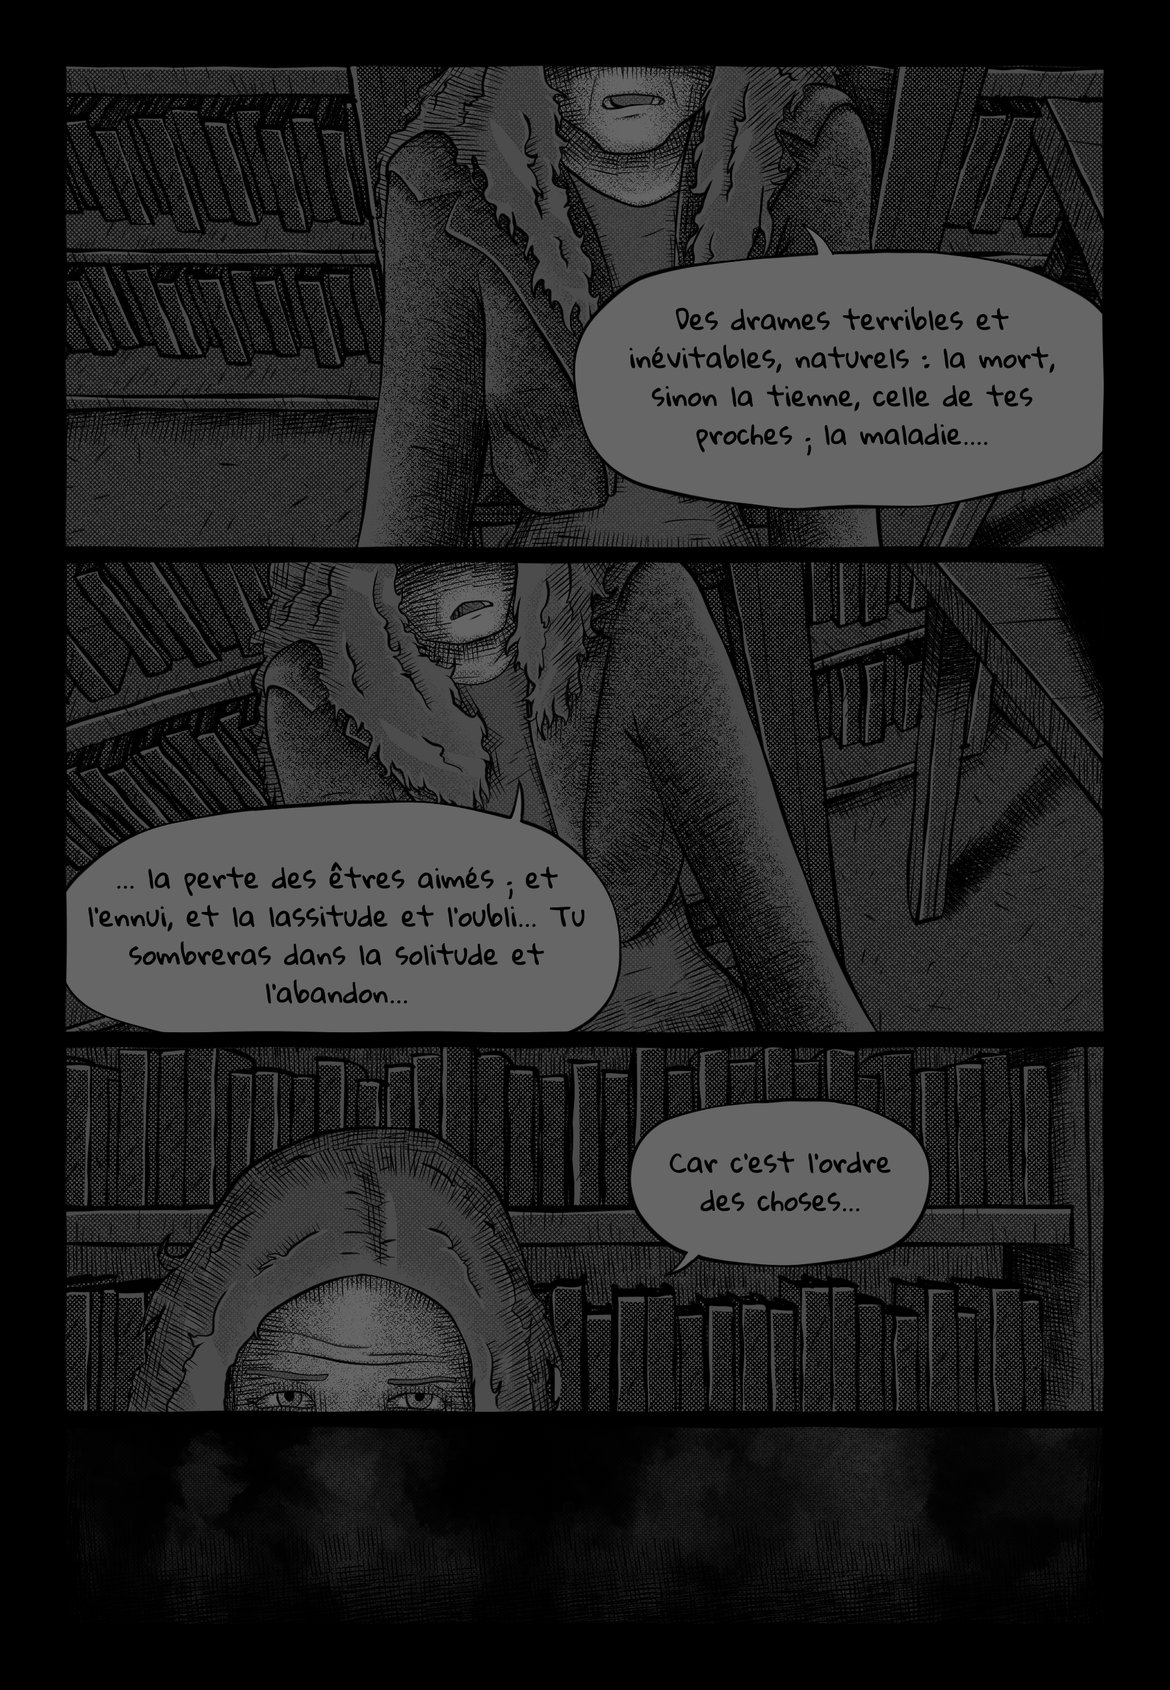 Des drames terribles et
inévitables, naturels : la mort,
sinon la tienne, celle de tes
proches ; la maladie....
... la perte des êtres aimés ; et
l'ennui, et la lassitude et l'oubli... Tu
sombreras dans la solitude et
l'abandon...
Car c'est l'ordre
des choses...